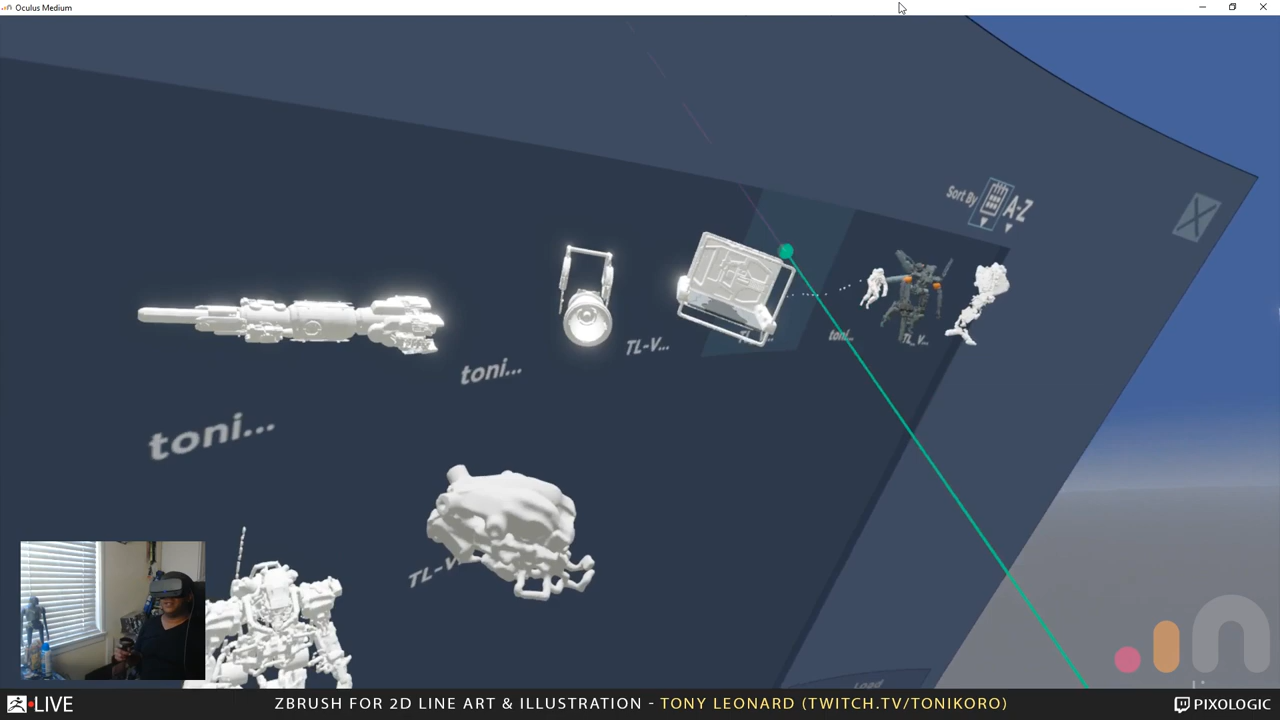 Oculus Medium
Sort By
A-Z
TL-V...
toni...
toni...
TL-V...
toni...
TL-V
Load
LIVE
ZBRUSH FOR 2D LINE ART & ILLUSTRATION - TONY LEONARD (TWITCH.TV/TONIKORO)
PIXOLOGIC